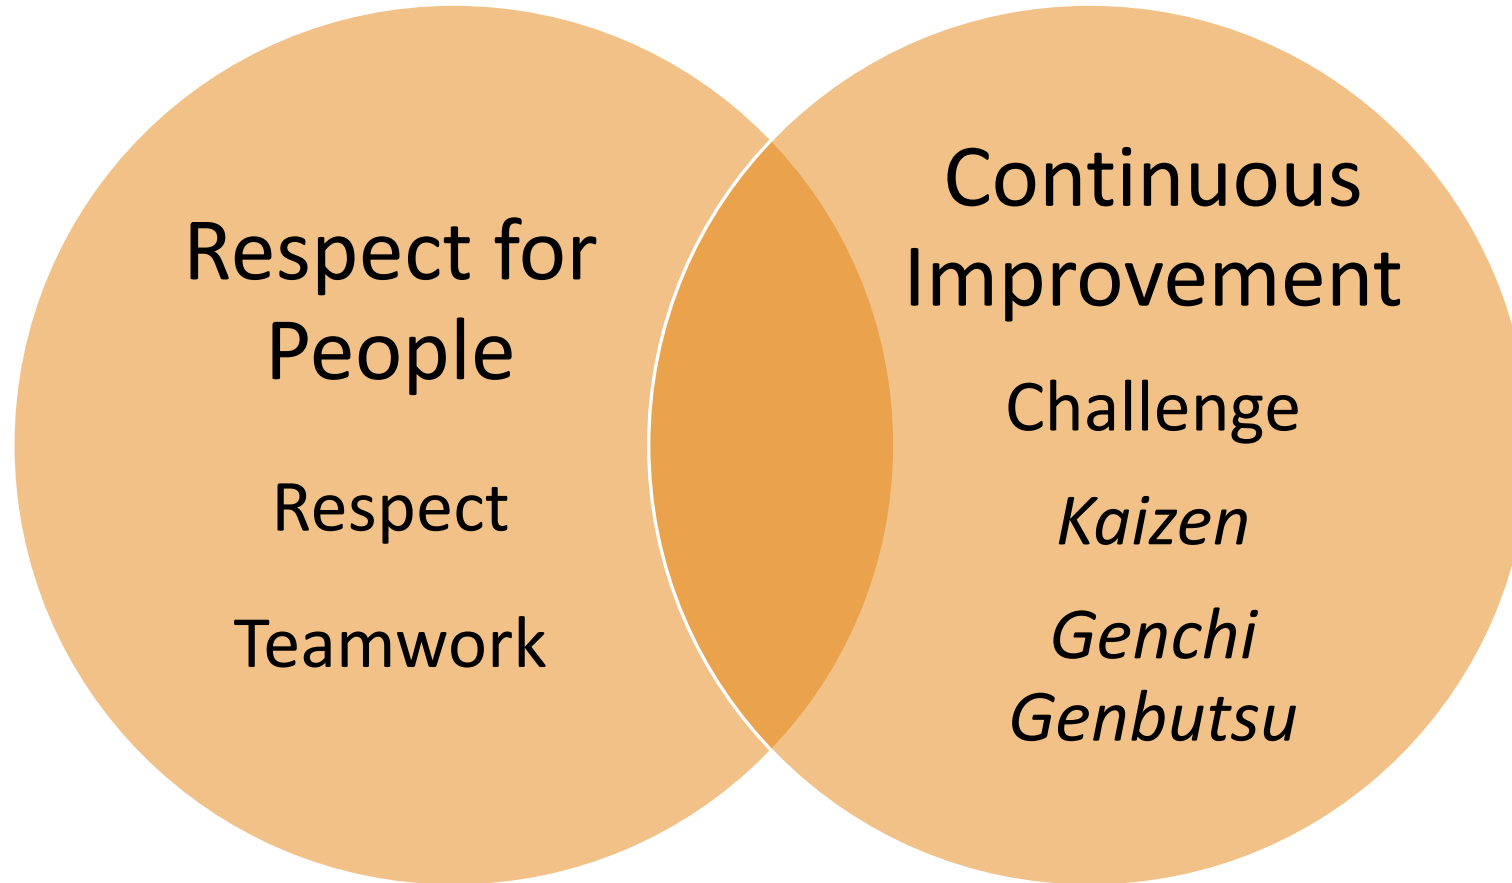 Respect for
People
Respect
Teamwork
Continuous
Improvement
Challenge
Kaizen
Genchi
Genbutsu